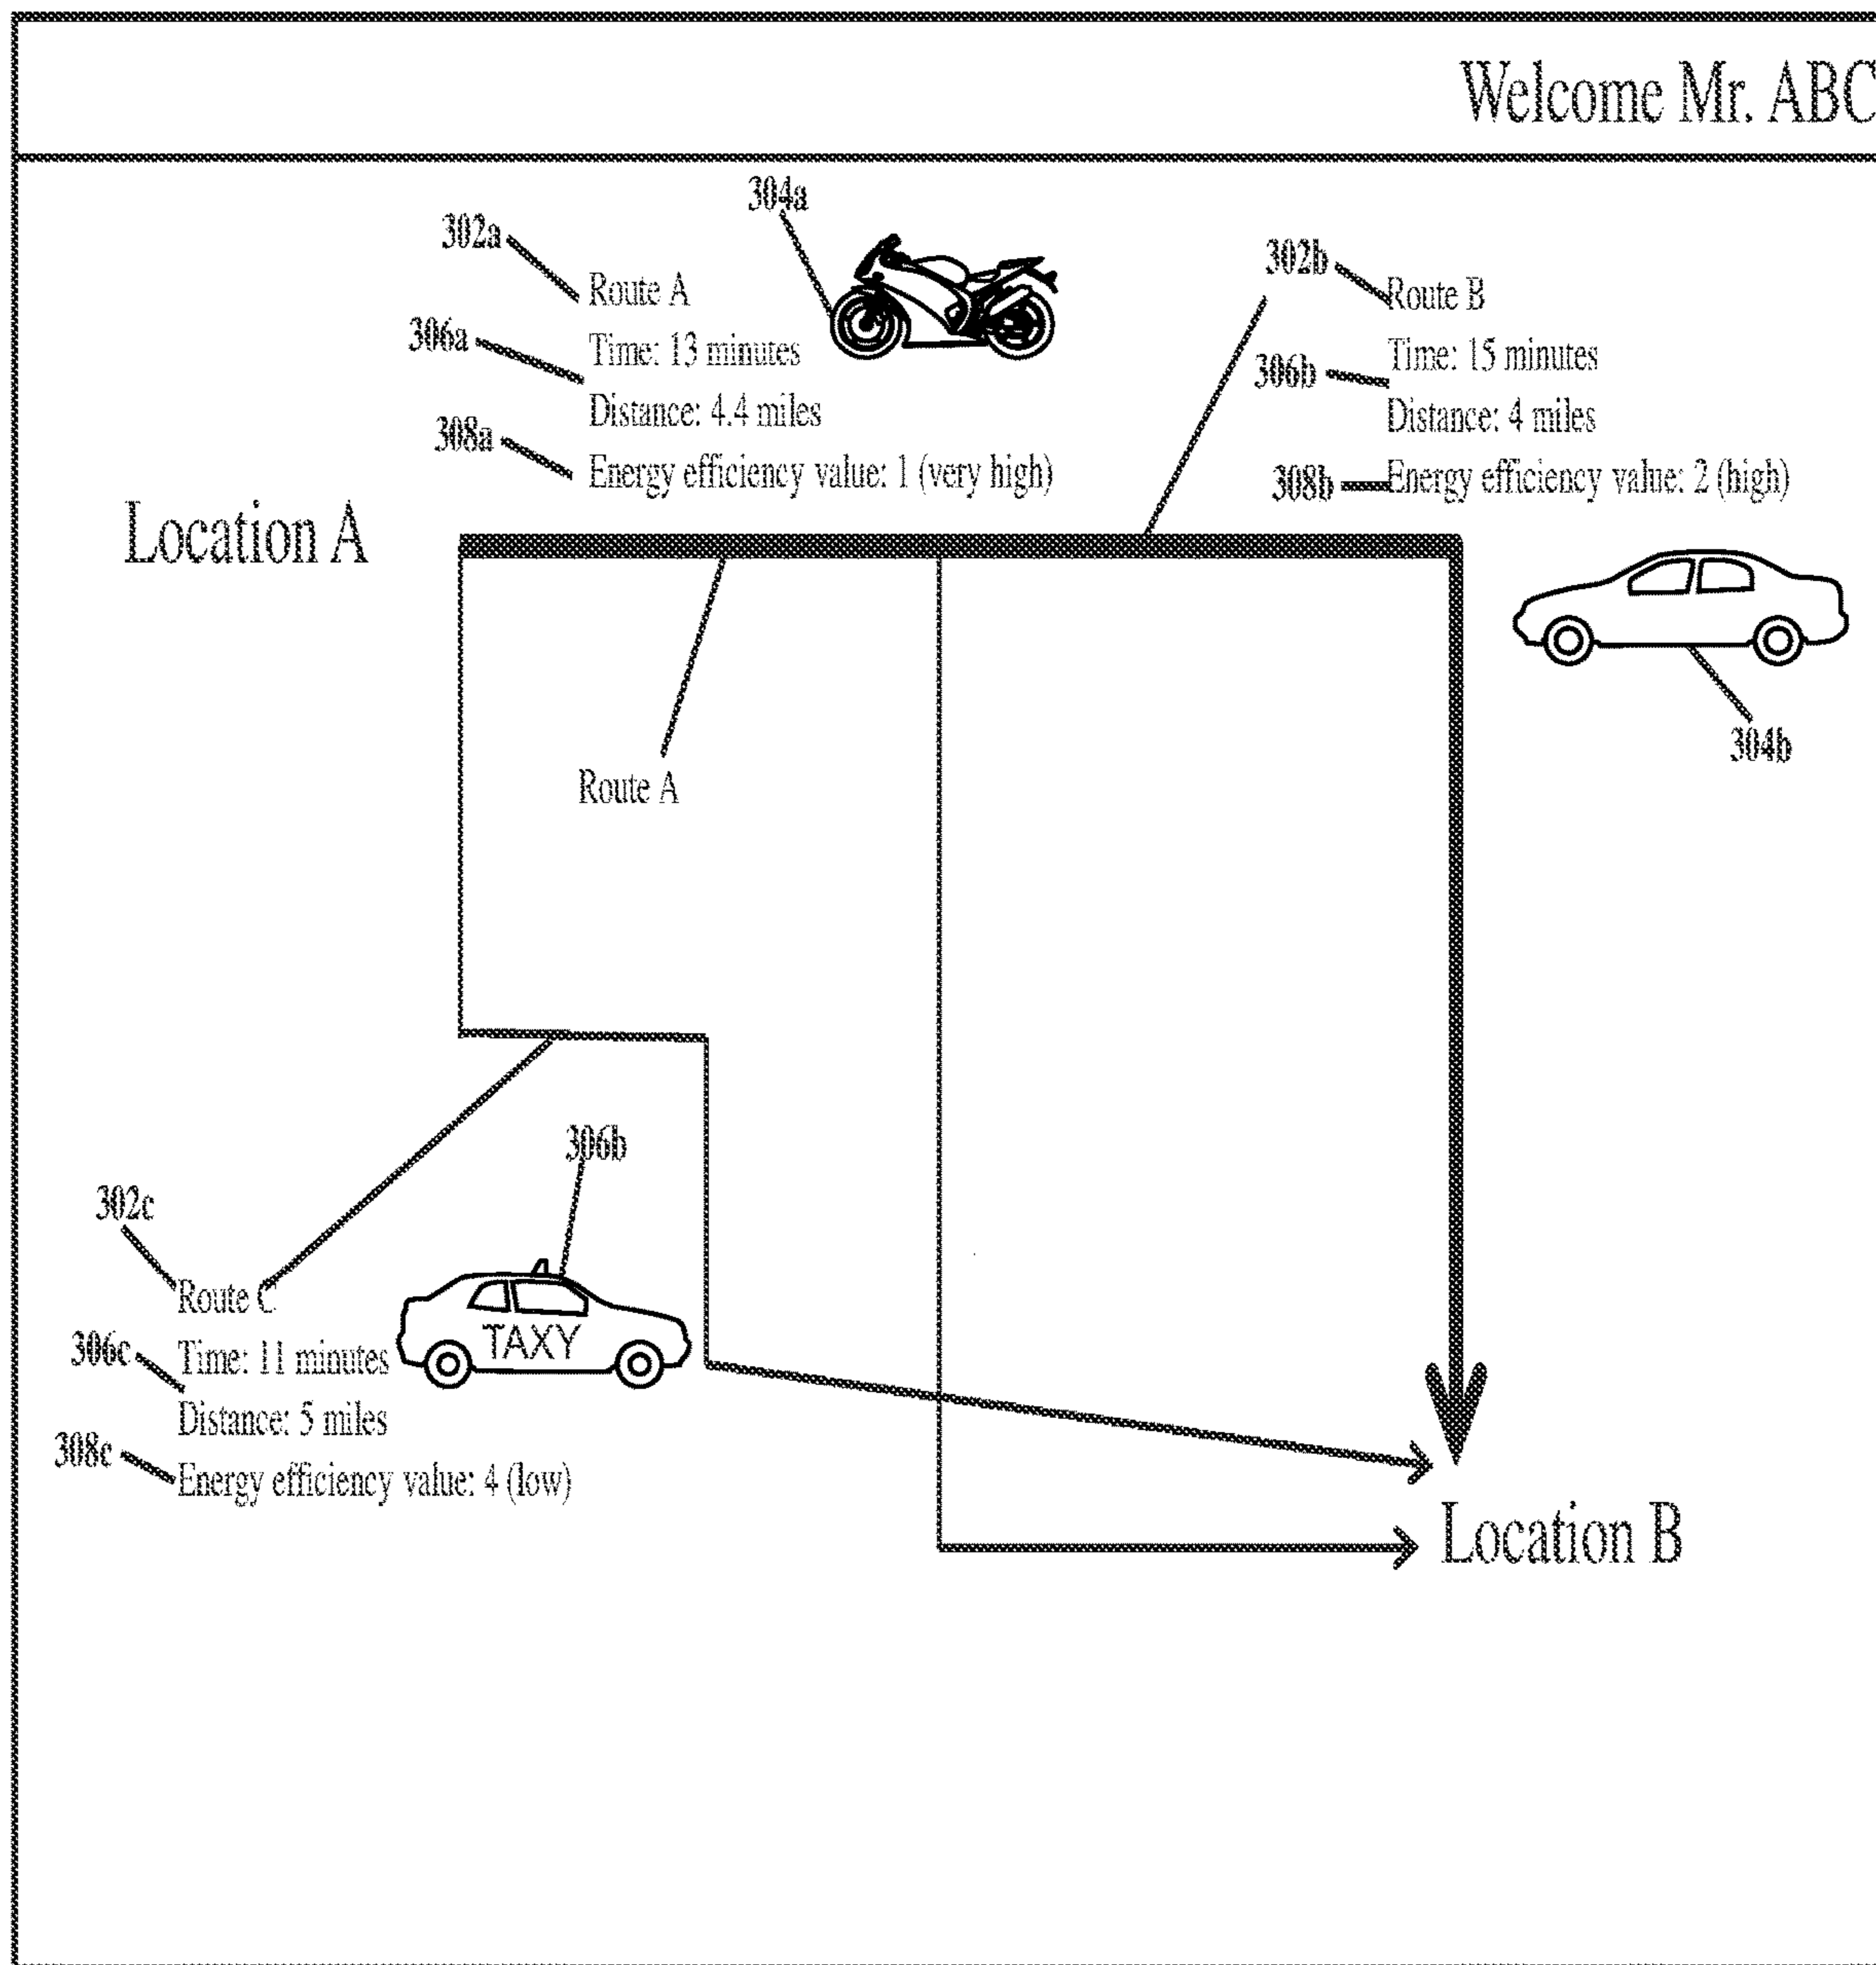 Welcome Mr. ABC
304a
302a
Route A
306a
Time: 13 minutes
Distance: 4.4 miles
308a
Energy efficiency value: 1 (very high)
302b
Route B
Time: 15 minutes
306b
Distance: 4 miles
308b
Energy efficiency value: 2 (high)
Location A
304b
Route A
306b
302c
Route C
TAXY
306c
Time: 11 minutes
Distance: 5 miles
308c
Energy efficiency value: 4 (low)
Location B